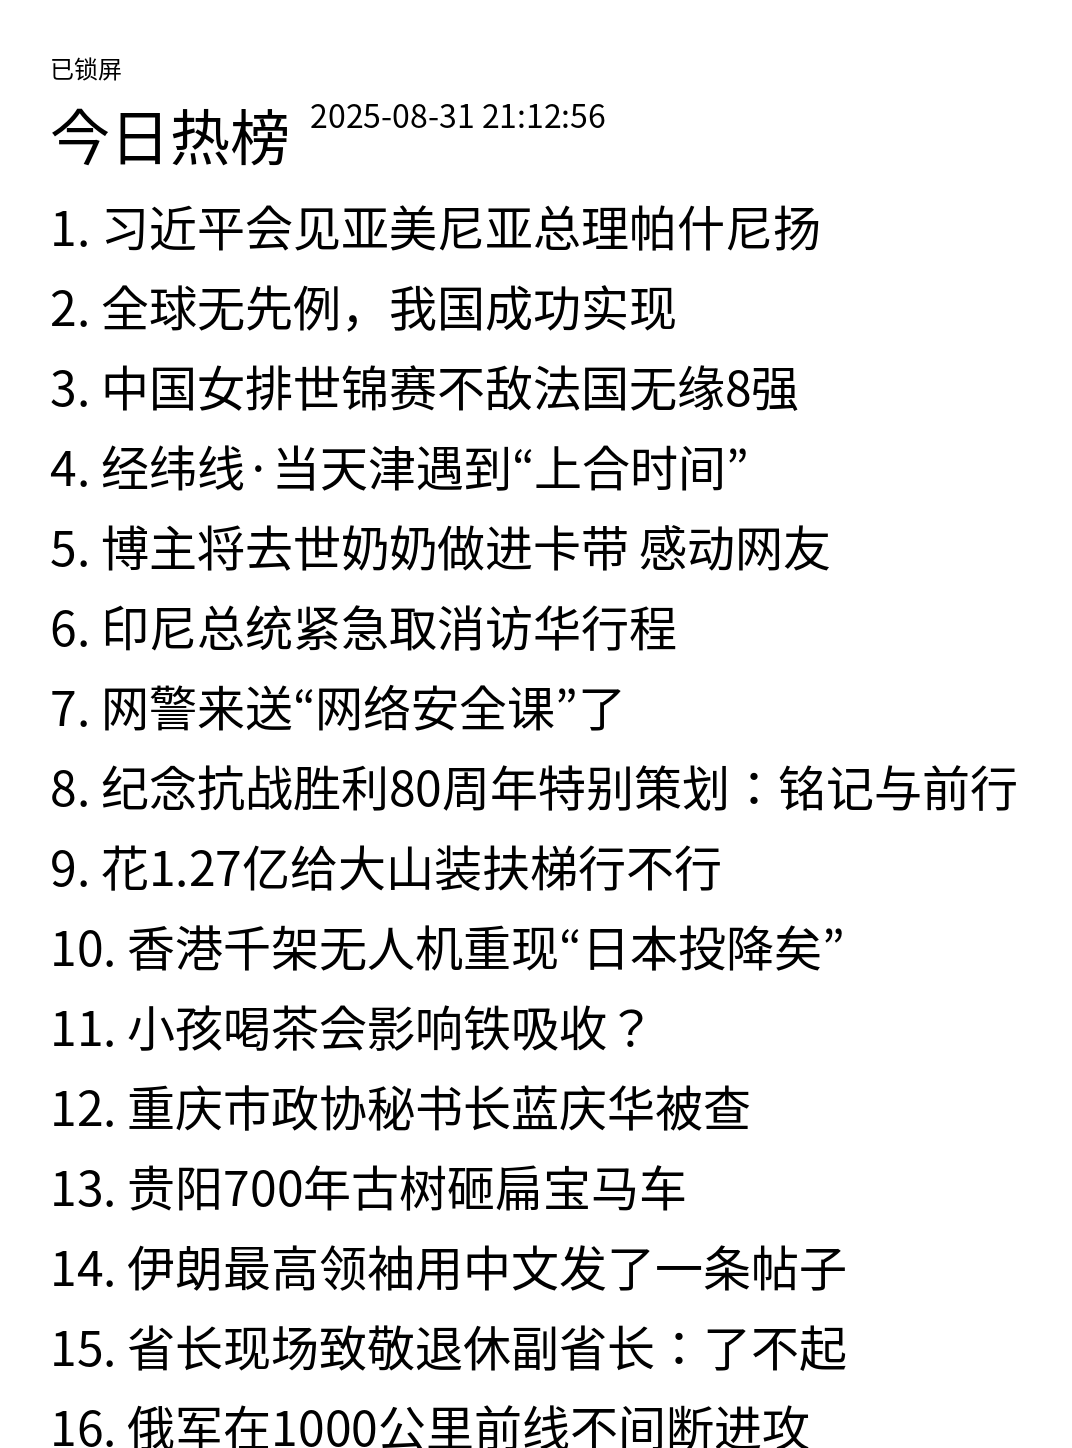 已锁屏
今日热榜 2025-08-31 21:12:56
1. 习近平会见亚美尼亚总理帕什尼扬
2. 全球无先例，我国成功实现
3. 中国女排世锦赛不敌法国无缘8强
4. 经纬线·当天津遇到“上合时间”
5. 博主将去世奶奶做进卡带 感动网友
6. 印尼总统紧急取消访华行程
7. 网警来送“网络安全课”了
8. 纪念抗战胜利80周年特别策划：铭记与前行
9. 花1.27亿给大山装扶梯行不行
10. 香港千架无人机重现“日本投降矣”
11. 小孩喝茶会影响铁吸收？
12. 重庆市政协秘书长蓝庆华被查
13. 贵阳700年古树砸扁宝马车
14. 伊朗最高领袖用中文发了一条帖子
15. 省长现场致敬退休副省长：了不起
16. 俄军在1000公里前线不间断进攻